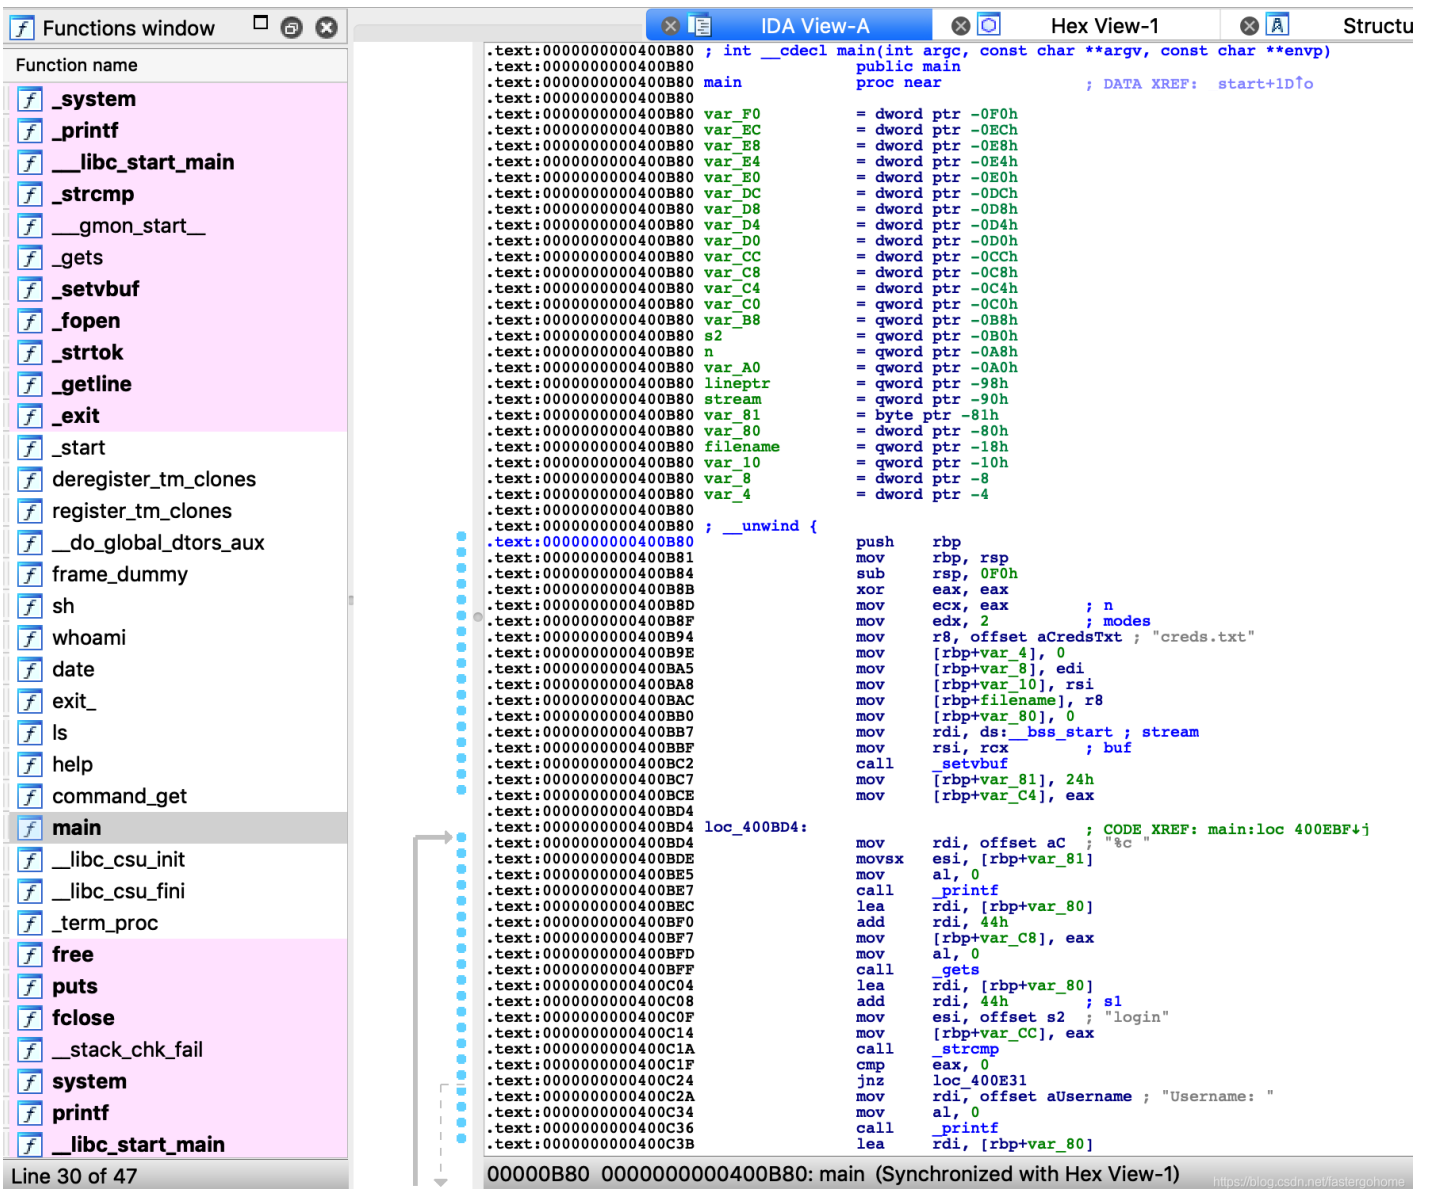 Functions window
IDA View-A
Hex View-1
Structu
Function name
_system
_printf
___libc_start_main
_strcmp
___gmon_start__
_gets
_setvbuf
_fopen
_strtok
_getline
_exit
_start
deregister_tm_clones
register_tm_clones
__do_global_dtors_aux
frame_dummy
sh
whoami
date
exit_
ls
help
command_get
main
__libc_csu_init
__libc_csu_fini
_term_proc
free
puts
fclose
__stack_chk_fail
system
printf
__libc_start_main
Line 30 of 47
.text:0000000000400B80 ; int __cdecl main(int argc, const char **argv, const char **envp)
.text:0000000000400B80 public main
.text:0000000000400B80 main proc near ; DATA XREF: start+1D↑o
.text:0000000000400B80
.text:0000000000400B80 var_F0 = dword ptr -0F0h
.text:0000000000400B80 var_EC = dword ptr -0ECh
.text:0000000000400B80 var_E8 = dword ptr -0E8h
.text:0000000000400B80 var_E4 = dword ptr -0E4h
.text:0000000000400B80 var_E0 = dword ptr -0E0h
.text:0000000000400B80 var_DC = dword ptr -0DCh
.text:0000000000400B80 var_D8 = dword ptr -0D8h
.text:0000000000400B80 var_D4 = dword ptr -0D4h
.text:0000000000400B80 var_D0 = dword ptr -0D0h
.text:0000000000400B80 var_CC = dword ptr -0CCh
.text:0000000000400B80 var_C8 = dword ptr -0C8h
.text:0000000000400B80 var_C4 = dword ptr -0C4h
.text:0000000000400B80 var_C0 = qword ptr -0C0h
.text:0000000000400B80 var_B8 = qword ptr -0B8h
.text:0000000000400B80 s2 = qword ptr -0B0h
.text:0000000000400B80 n = qword ptr -0A8h
.text:0000000000400B80 var_A0 = qword ptr -0A0h
.text:0000000000400B80 lineptr = qword ptr -98h
.text:0000000000400B80 stream = qword ptr -90h
.text:0000000000400B80 var_81 = byte ptr -81h
.text:0000000000400B80 var_80 = dword ptr -80h
.text:0000000000400B80 filename = qword ptr -18h
.text:0000000000400B80 var_10 = qword ptr -10h
.text:0000000000400B80 var_8 = dword ptr -8
.text:0000000000400B80 var_4 = dword ptr -4
.text:0000000000400B80
.text:0000000000400B80 ; __unwind {
.text:0000000000400B80 push rbp
.text:0000000000400B81 mov rbp, rsp
.text:0000000000400B84 sub rsp, 0F0h
.text:0000000000400B8B xor eax, eax
.text:0000000000400B8D mov ecx, eax ; n
.text:0000000000400B8F mov edx, 2 ; modes
.text:0000000000400B94 mov r8, offset aCredsTxt ; "creds.txt"
.text:0000000000400B9E mov [rbp+var_4], 0
.text:0000000000400BA5 mov [rbp+var_8], edi
.text:0000000000400BA8 mov [rbp+var_10], rsi
.text:0000000000400BAC mov [rbp+filename], r8
.text:0000000000400BB0 mov [rbp+var_80], 0
.text:0000000000400BB7 mov rdi, ds:__bss_start ; stream
.text:0000000000400BBF mov rsi, rcx ; buf
.text:0000000000400BC2 call _setvbuf
.text:0000000000400BC7 mov [rbp+var_81], 24h
.text:0000000000400BCE mov [rbp+var_C4], eax
.text:0000000000400BD4
.text:0000000000400BD4 loc_400BD4: ; CODE XREF: main:loc_400EBF↓j
.text:0000000000400BD4 mov rdi, offset aC ; "%c "
.text:0000000000400BDE movsx esi, [rbp+var_81]
.text:0000000000400BE5 mov al, 0
.text:0000000000400BE7 call _printf
.text:0000000000400BEC lea rdi, [rbp+var_80]
.text:0000000000400BF0 add rdi, 44h
.text:0000000000400BF7 mov [rbp+var_C8], eax
.text:0000000000400BFD mov al, 0
.text:0000000000400BFF call _gets
.text:0000000000400C04 lea rdi, [rbp+var_80]
.text:0000000000400C08 add rdi, 44h ; s1
.text:0000000000400C0F mov esi, offset s2 ; "login"
.text:0000000000400C14 mov [rbp+var_CC], eax
.text:0000000000400C1A call _strcmp
.text:0000000000400C1F cmp eax, 0
.text:0000000000400C24 jnz loc_400E31
.text:0000000000400C2A mov rdi, offset aUsername ; "Username: "
.text:0000000000400C34 mov al, 0
.text:0000000000400C36 call _printf
.text:0000000000400C3B lea rdi, [rbp+var_80]
00000B80 0000000000400B80: main (Synchronized with Hex View-1)
https://blog.csdn.net/fastergohome